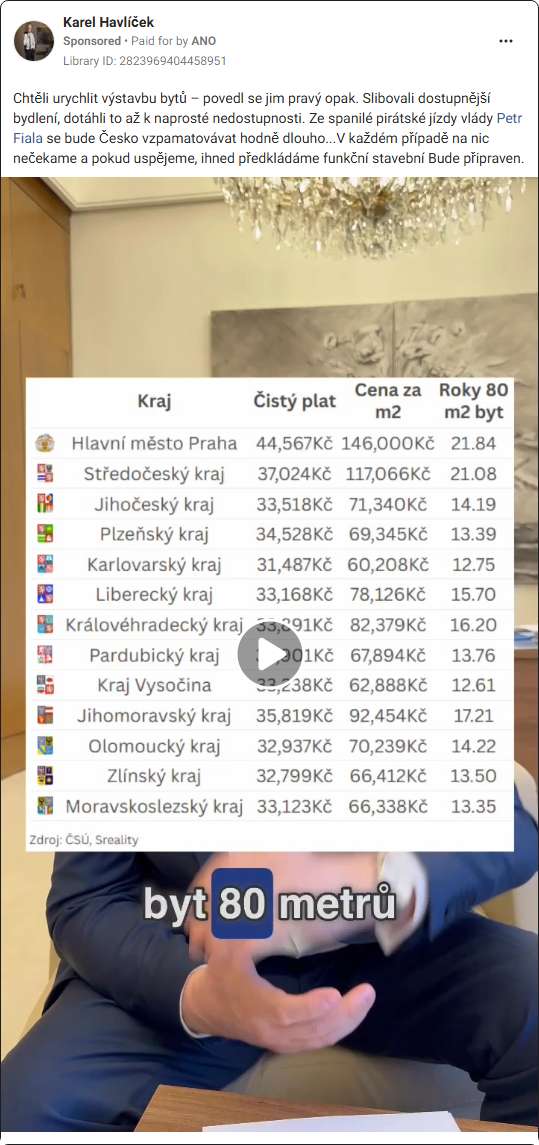 Karel Havlíček
Sponsored • Paid for by ANO
Library ID: 2823969404458951
Chtěli urychlit výstavbu bytů – povedl se jim pravý opak. Slibovali dostupnější
bydlení, dotáhli to až k naprosté nedostupnosti. Ze spanilé pirátské jízdy vlády Petr
Fiala se bude Česko vzpamatovávat hodně dlouho...V každém případě na nic
nečekame a pokud uspějeme, ihned předkládáme funkční stavební Bude připraven.
Kraj Čistý plat Cena za m2 Roky 80 m2 byt
Hlavní město Praha 44,567Kč 146,000Kč 21.84
Středočeský kraj 37,024Kč 117,066Kč 21.08
Jihočeský kraj 33,518Kč 71,340Kč 14.19
Plzeňský kraj 34,528Kč 69,345Kč 13.39
Karlovarský kraj 31,487Kč 60,208Kč 12.75
Liberecký kraj 33,168Kč 78,126Kč 15.70
Královéhradecký kraj 82,379Kč 16.20
Pardubický kraj 67,894Kč 13.76
Kraj Vysočina 33,238Kč 62,888Kč 12.61
Jihomoravský kraj 35,819Kč 92,454Kč 17.21
Olomoucký kraj 32,937Kč 70,239Kč 14.22
Zlínský kraj 32,799Kč 66,412Kč 13.50
Moravskoslezský kraj 33,123Kč 66,338Kč 13.35
Zdroj: ČSÚ, Sreality
byt 80 metrů